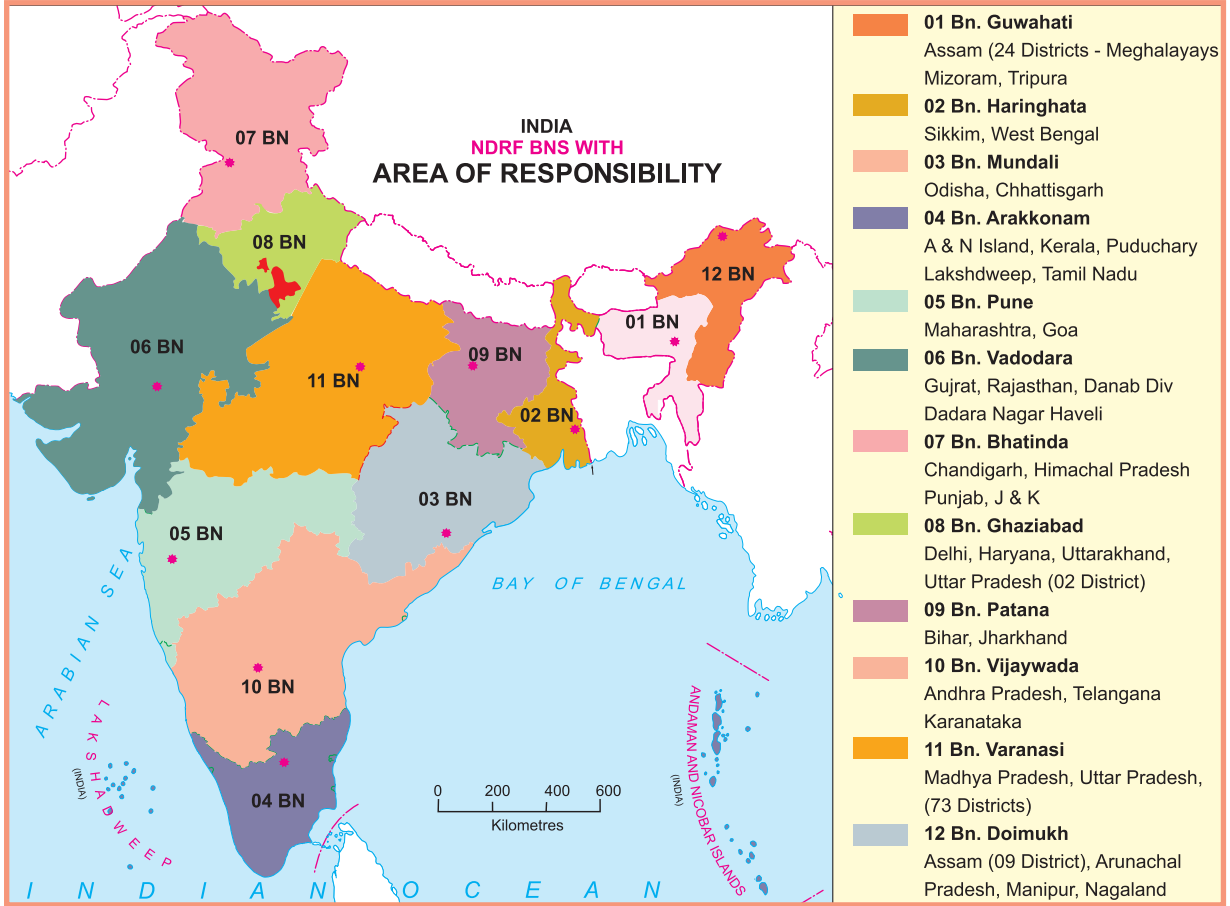 INDIA
NDRF BNS WITH
AREA OF RESPONSIBILITY
07 BN
08 BN
12 BN
01 BN
06 BN
09 BN
11 BN
02 BN
03 BN
05 BN
10 BN
04 BN
ARABIAN SEA
BAY OF BENGAL
LAKSHADWEEP
(INDIA)
ANDAMAN AND NICOBAR ISLANDS
(INDIA)
0 200 400 600
Kilometres
INDIAN OCEAN
01 Bn. Guwahati
Assam (24 Districts - Meghalayays
Mizoram, Tripura
02 Bn. Haringhata
Sikkim, West Bengal
03 Bn. Mundali
Odisha, Chhattisgarh
04 Bn. Arakkonam
A & N Island, Kerala, Puduchary
Lakshdweep, Tamil Nadu
05 Bn. Pune
Maharashtra, Goa
06 Bn. Vadodara
Gujrat, Rajasthan, Danab Div
Dadara Nagar Haveli
07 Bn. Bhatinda
Chandigarh, Himachal Pradesh
Punjab, J & K
08 Bn. Ghaziabad
Delhi, Haryana, Uttarakhand,
Uttar Pradesh (02 District)
09 Bn. Patana
Bihar, Jharkhand
10 Bn. Vijaywada
Andhra Pradesh, Telangana
Karanataka
11 Bn. Varanasi
Madhya Pradesh, Uttar Pradesh,
(73 Districts)
12 Bn. Doimukh
Assam (09 District), Arunachal
Pradesh, Manipur, Nagaland